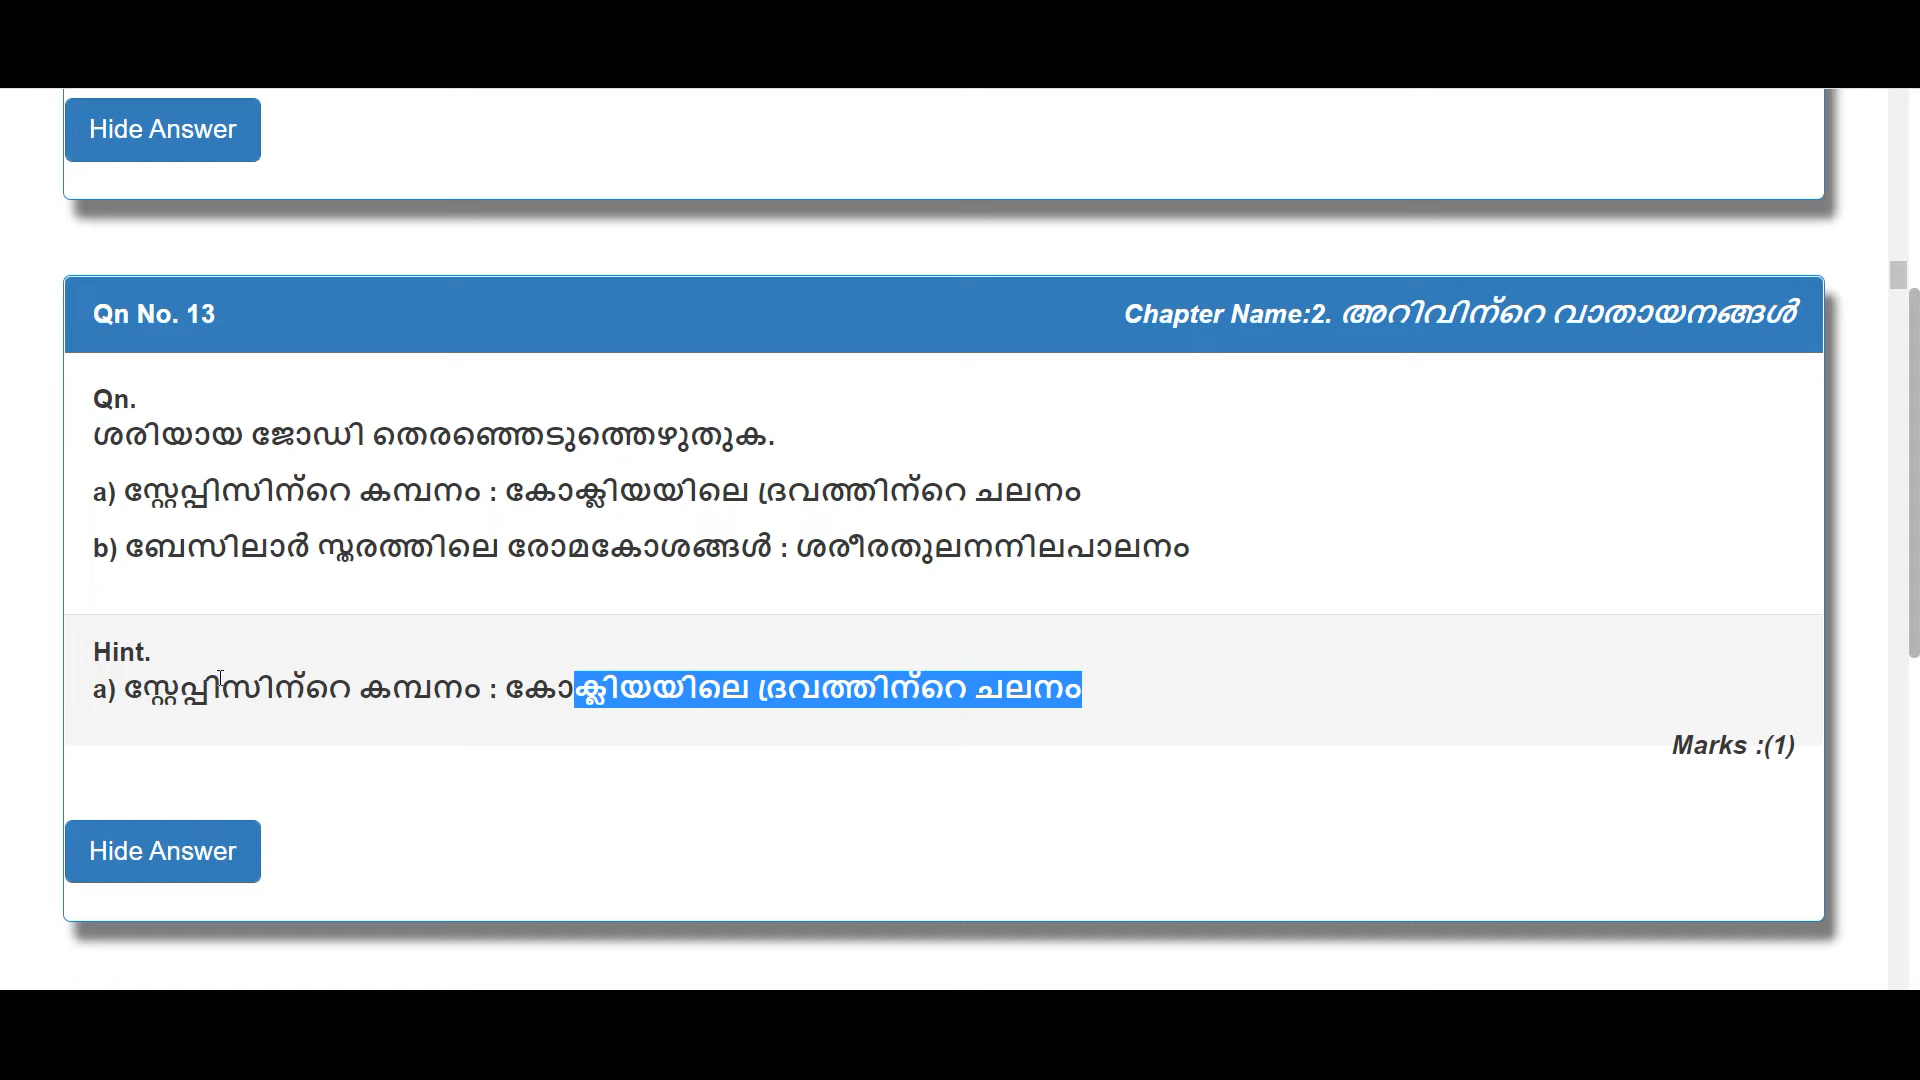 Hide Answer
Qn No. 13
Chapter Name:2. അറിവിന്റെ വാതായനങ്ങൾ
Qn.
ശരിയായ ജോഡി തെരഞ്ഞെടുത്തെഴുതുക.
a) സ്റ്റേപ്പിസിന്റെ കമ്പനം : കോക്ലിയയിലെ ദ്രവത്തിന്റെ ചലനം
b) ബേസിലാർ സ്തരത്തിലെ രോമകോശങ്ങൾ : ശരീരതുലനനിലപാലനം
Hint.
a) സ്റ്റേപ്പിസിന്റെ കമ്പനം : കോക്ലിയയിലെ ദ്രവത്തിന്റെ ചലനം
Marks :(1)
Hide Answer